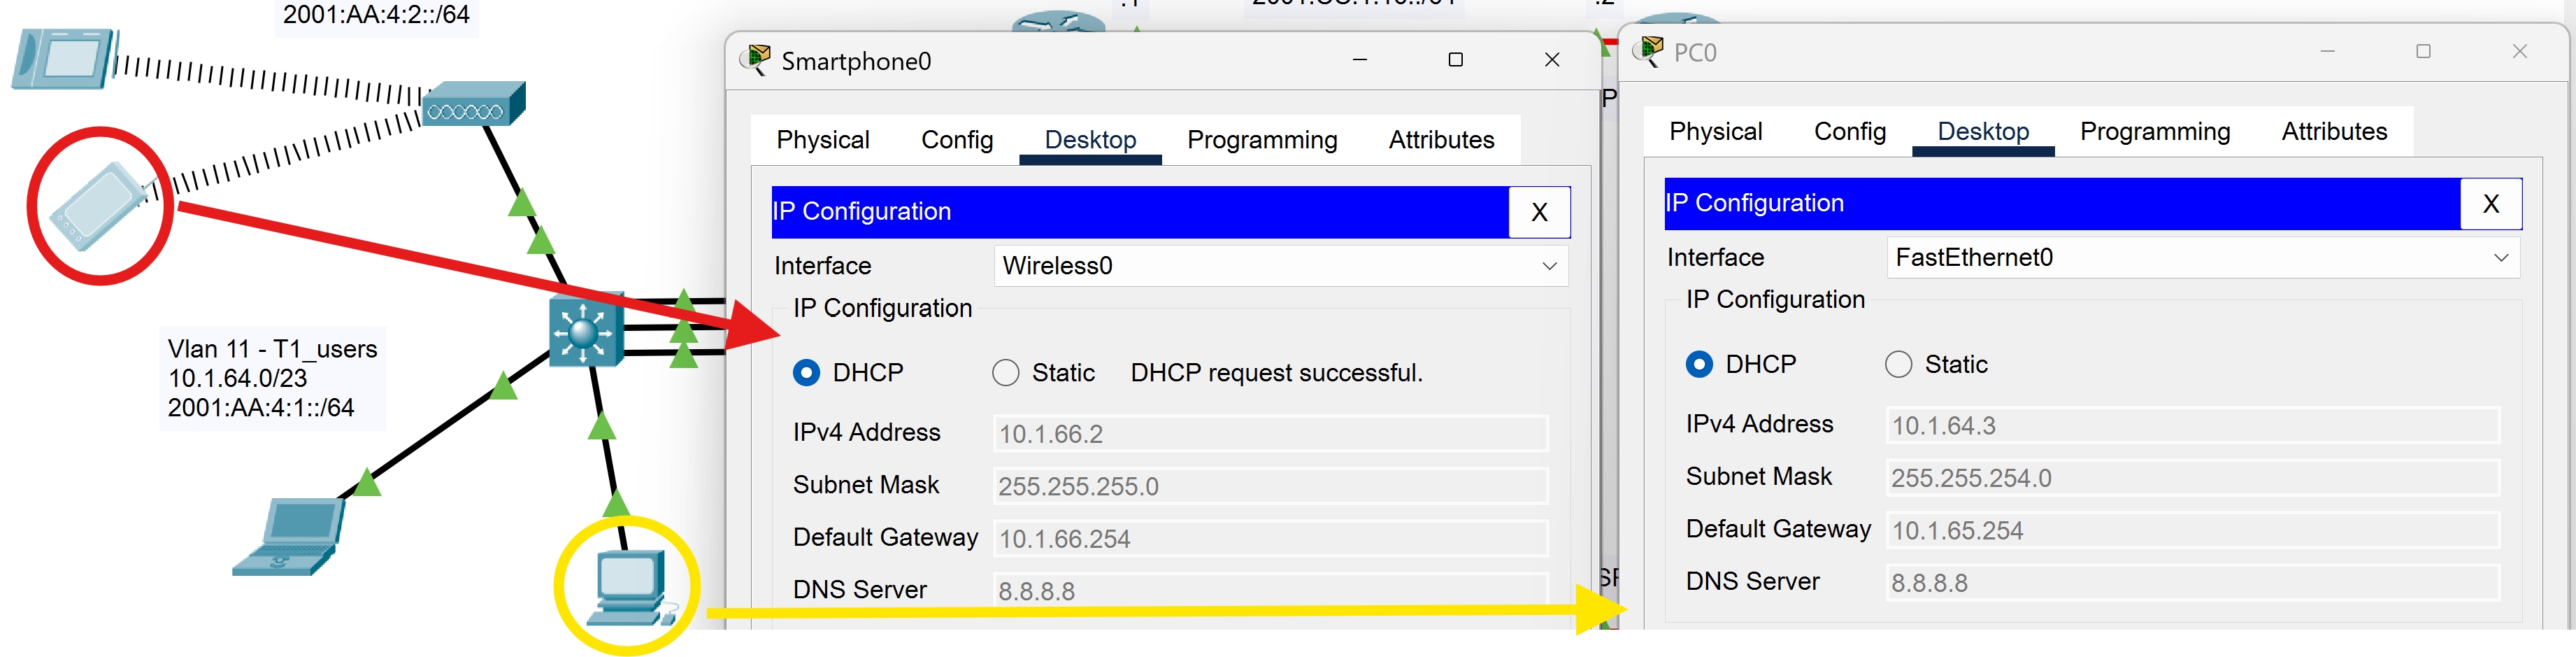 2001:AA:4:2::/64
Vlan 11 - T1_users
10.1.64.0/23
2001:AA:4:1::/64
:1
Smartphone0
Physical Config Desktop Programming Attributes
IP Configuration X
Interface Wireless0
IP Configuration
DHCP Static DHCP request successful.
IPv4 Address 10.1.66.2
Subnet Mask 255.255.255.0
Default Gateway 10.1.66.254
DNS Server 8.8.8.8
PC0
Physical Config Desktop Programming Attributes
IP Configuration X
Interface FastEthernet0
IP Configuration
DHCP Static
IPv4 Address 10.1.64.3
Subnet Mask 255.255.254.0
Default Gateway 10.1.65.254
DNS Server 8.8.8.8